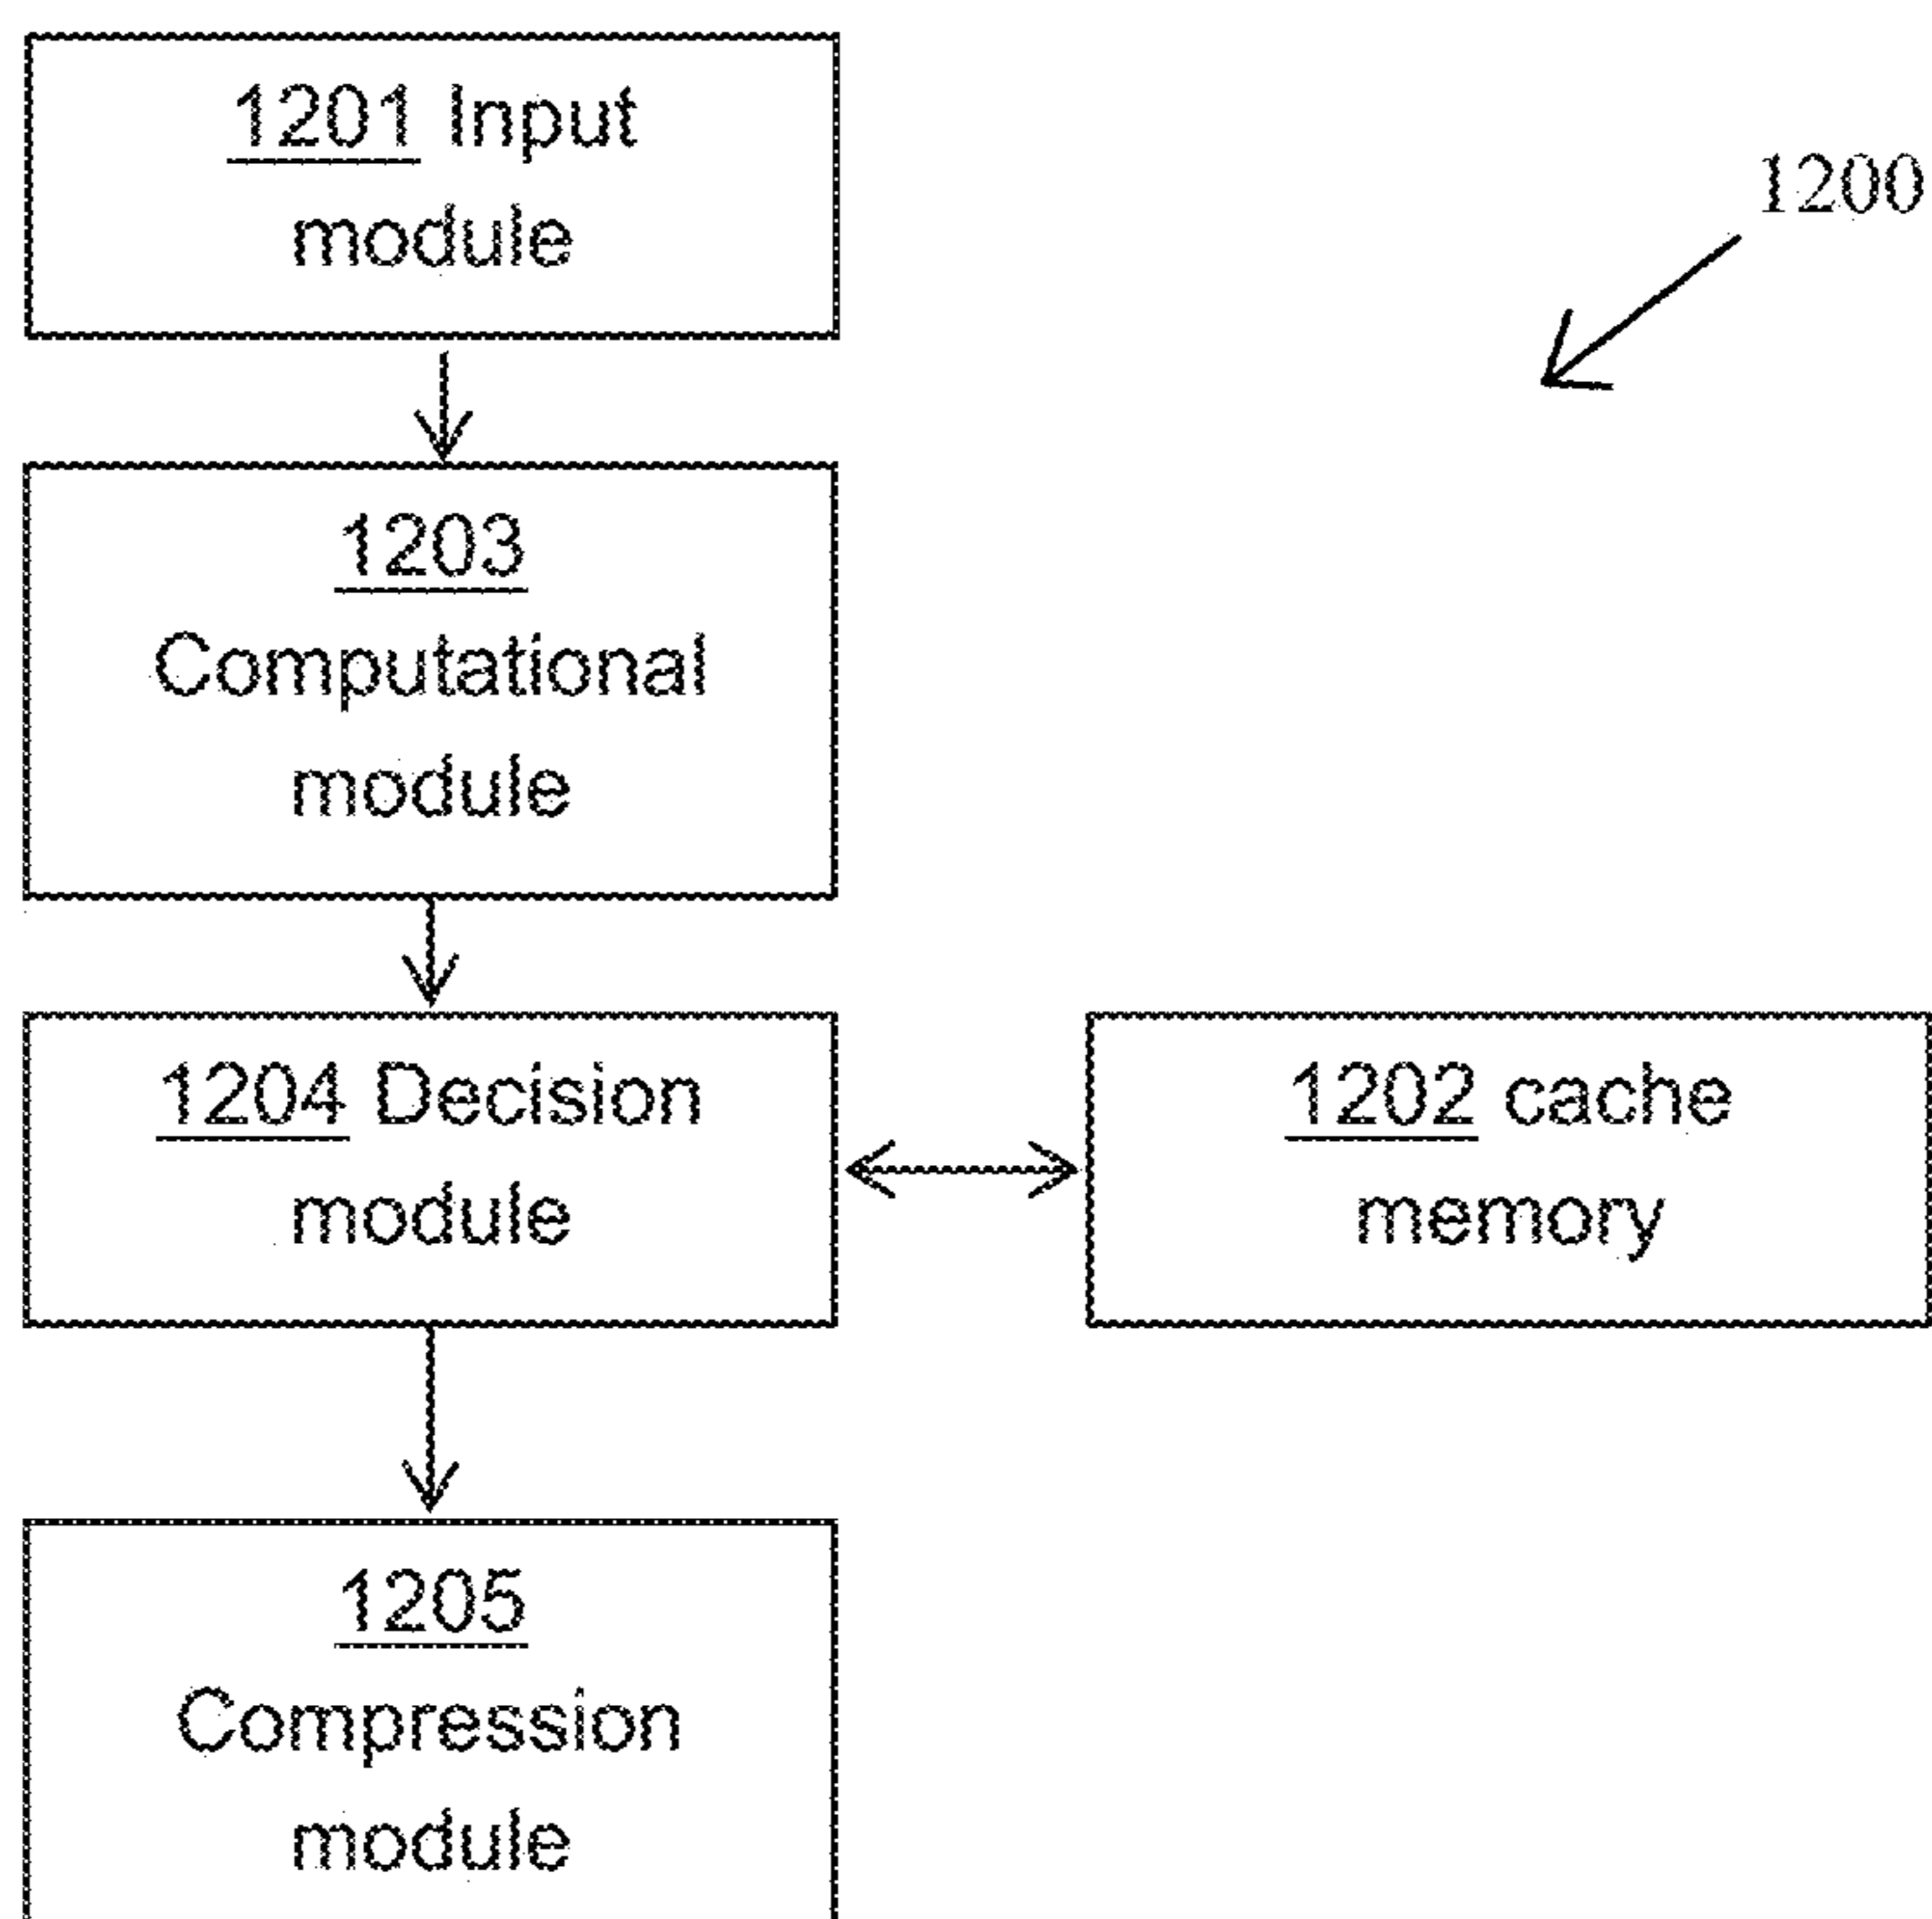 1201 Input
module
1200
1203
Computational
module
1204 Decision
module
1202 cache
memory
1205
Compression
module